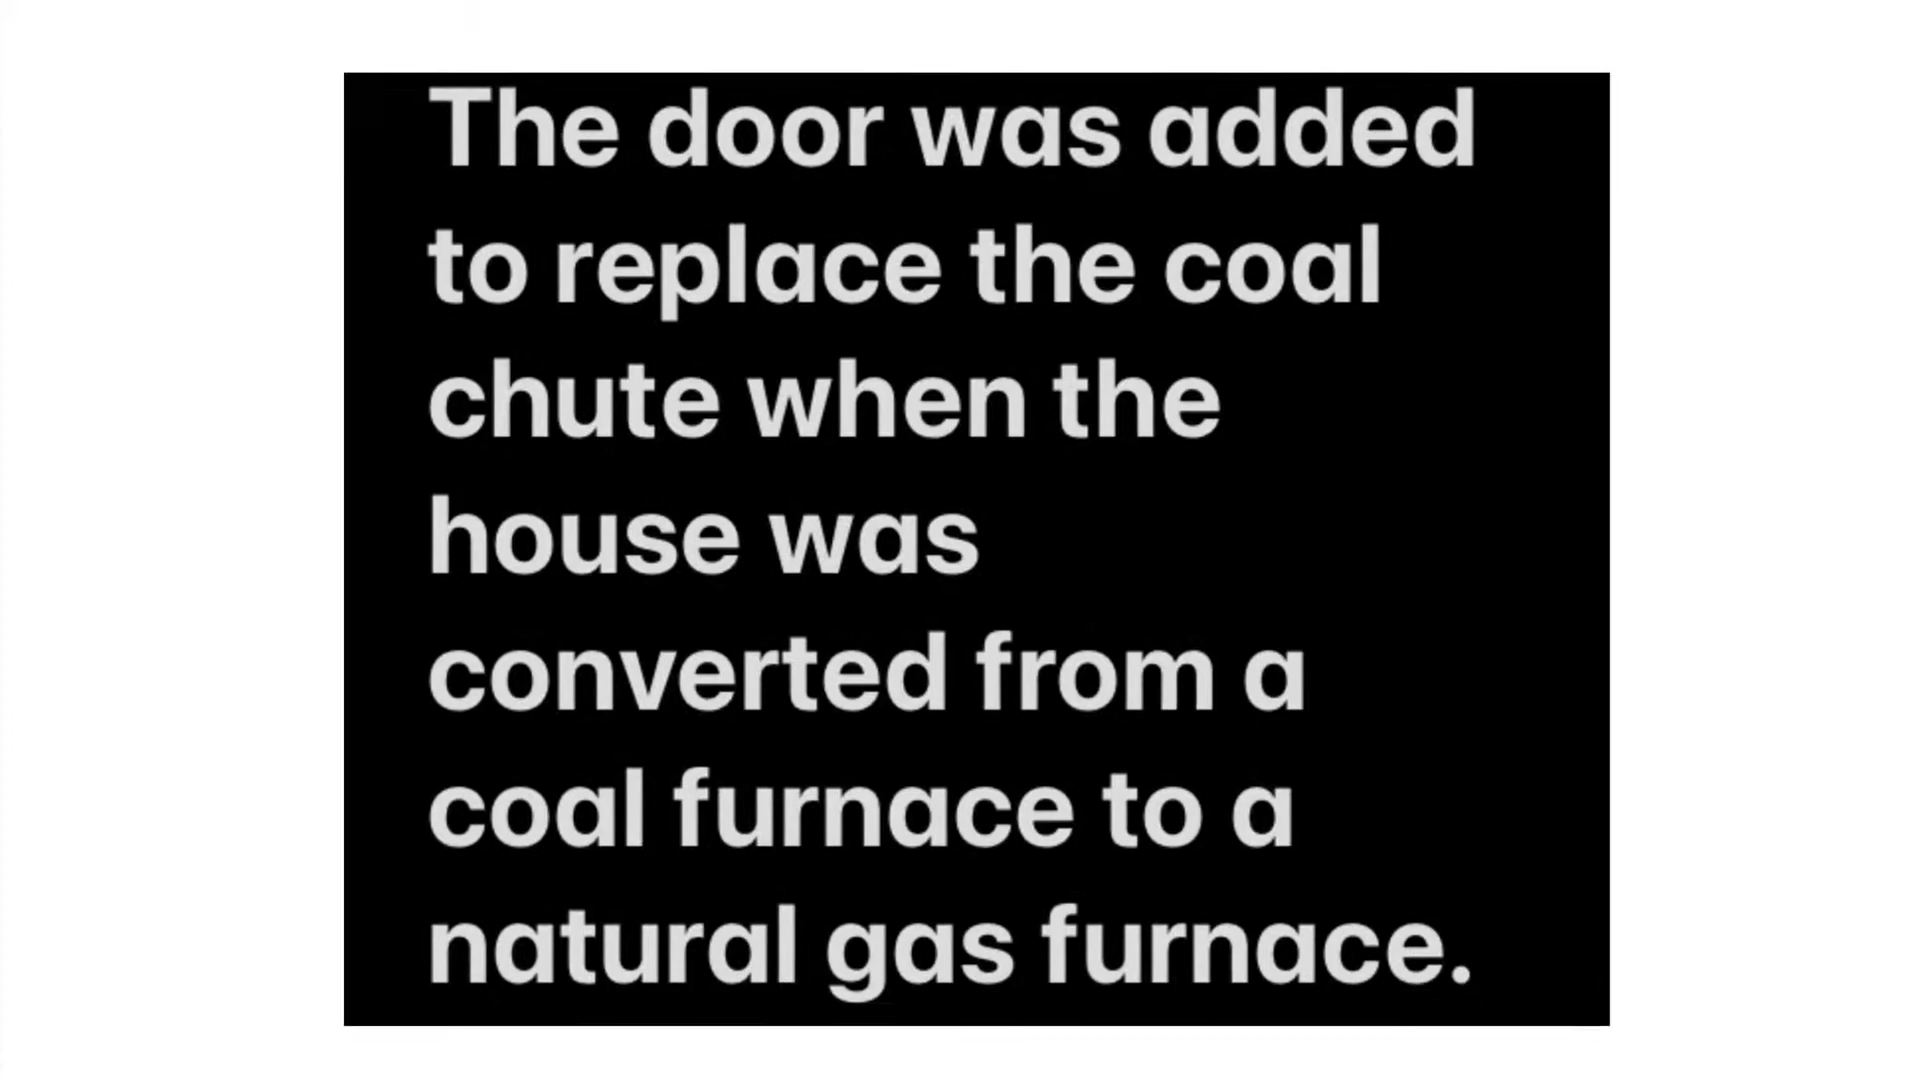 The door was added
to replace the coal
chute when the
house was
converted from a
coal furnace to a
natural gas furnace.